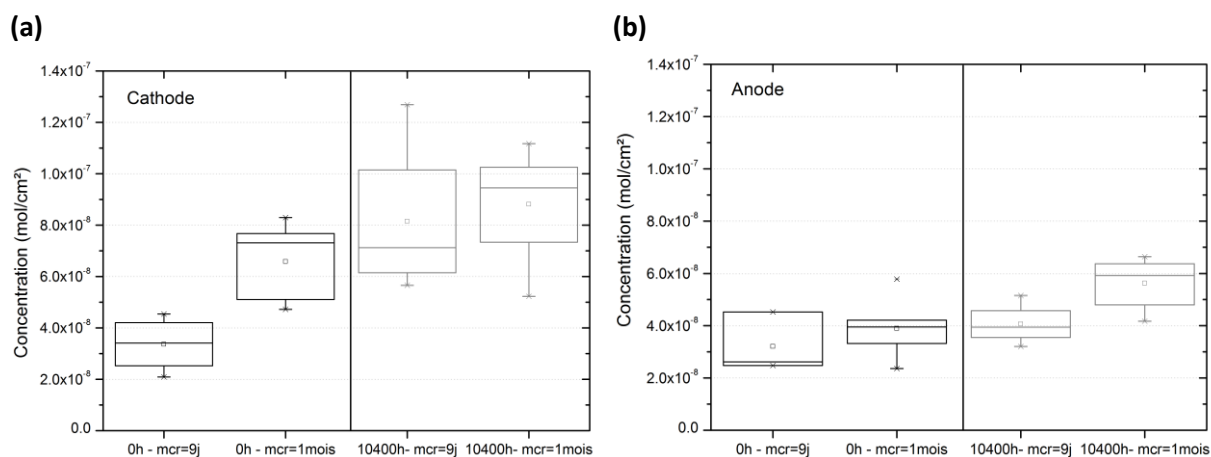 (a)
Cathode
Concentration (mol/cm²)
1.4x10⁻⁷
1.2x10⁻⁷
1.0x10⁻⁷
8.0x10⁻⁸
6.0x10⁻⁸
4.0x10⁻⁸
2.0x10⁻⁸
0.0
0h - mcr=9j
0h - mcr=1mois
10400h- mcr=9j
10400h- mcr=1mois
(b)
Anode
Concentration (mol/cm²)
1.4x10⁻⁷
1.2x10⁻⁷
1.0x10⁻⁷
8.0x10⁻⁸
6.0x10⁻⁸
4.0x10⁻⁸
2.0x10⁻⁸
0.0
0h - mcr=9j
0h - mcr=1mois
10400h- mcr=9j
10400h- mcr=1mois